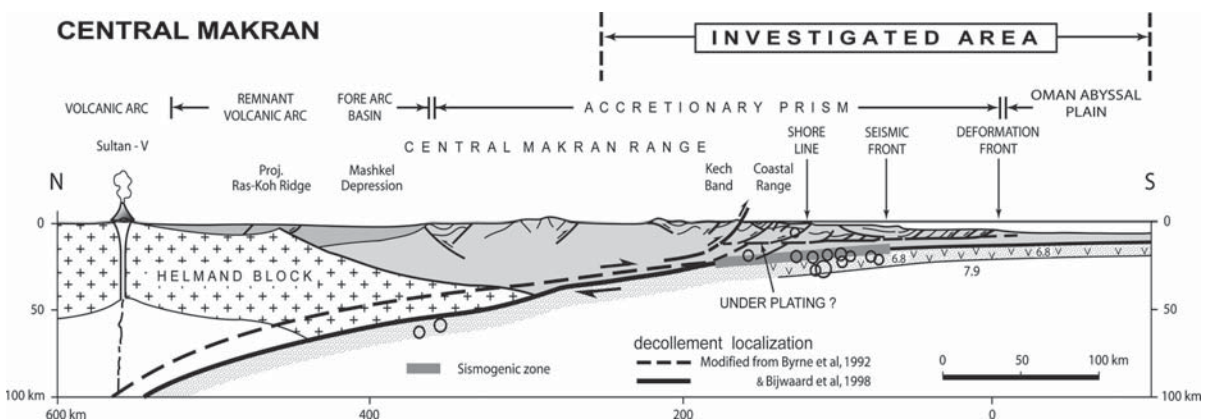 CENTRAL MAKRAN
INVESTIGATED AREA
VOLCANIC ARC
REMNANT
VOLCANIC ARC
FORE ARC
BASIN
ACCRETIONARY PRISM
OMAN ABYSSAL
PLAIN
Sultan - V
CENTRAL MAKRAN RANGE
SHORE
LINE
SEISMIC
FRONT
DEFORMATION
FRONT
N
Proj.
Ras-Koh Ridge
Mashkel
Depression
Kech
Band
Coastal
Range
S
0
0
HELMAND BLOCK
6.8
6.8
7.9
UNDER PLATING ?
50
50
decollement localization
Modified from Byrne et al, 1992
& Bijwaard et al, 1998
Sismogenic zone
0 50 100 km
100 km
100 km
600 km 400 200 0